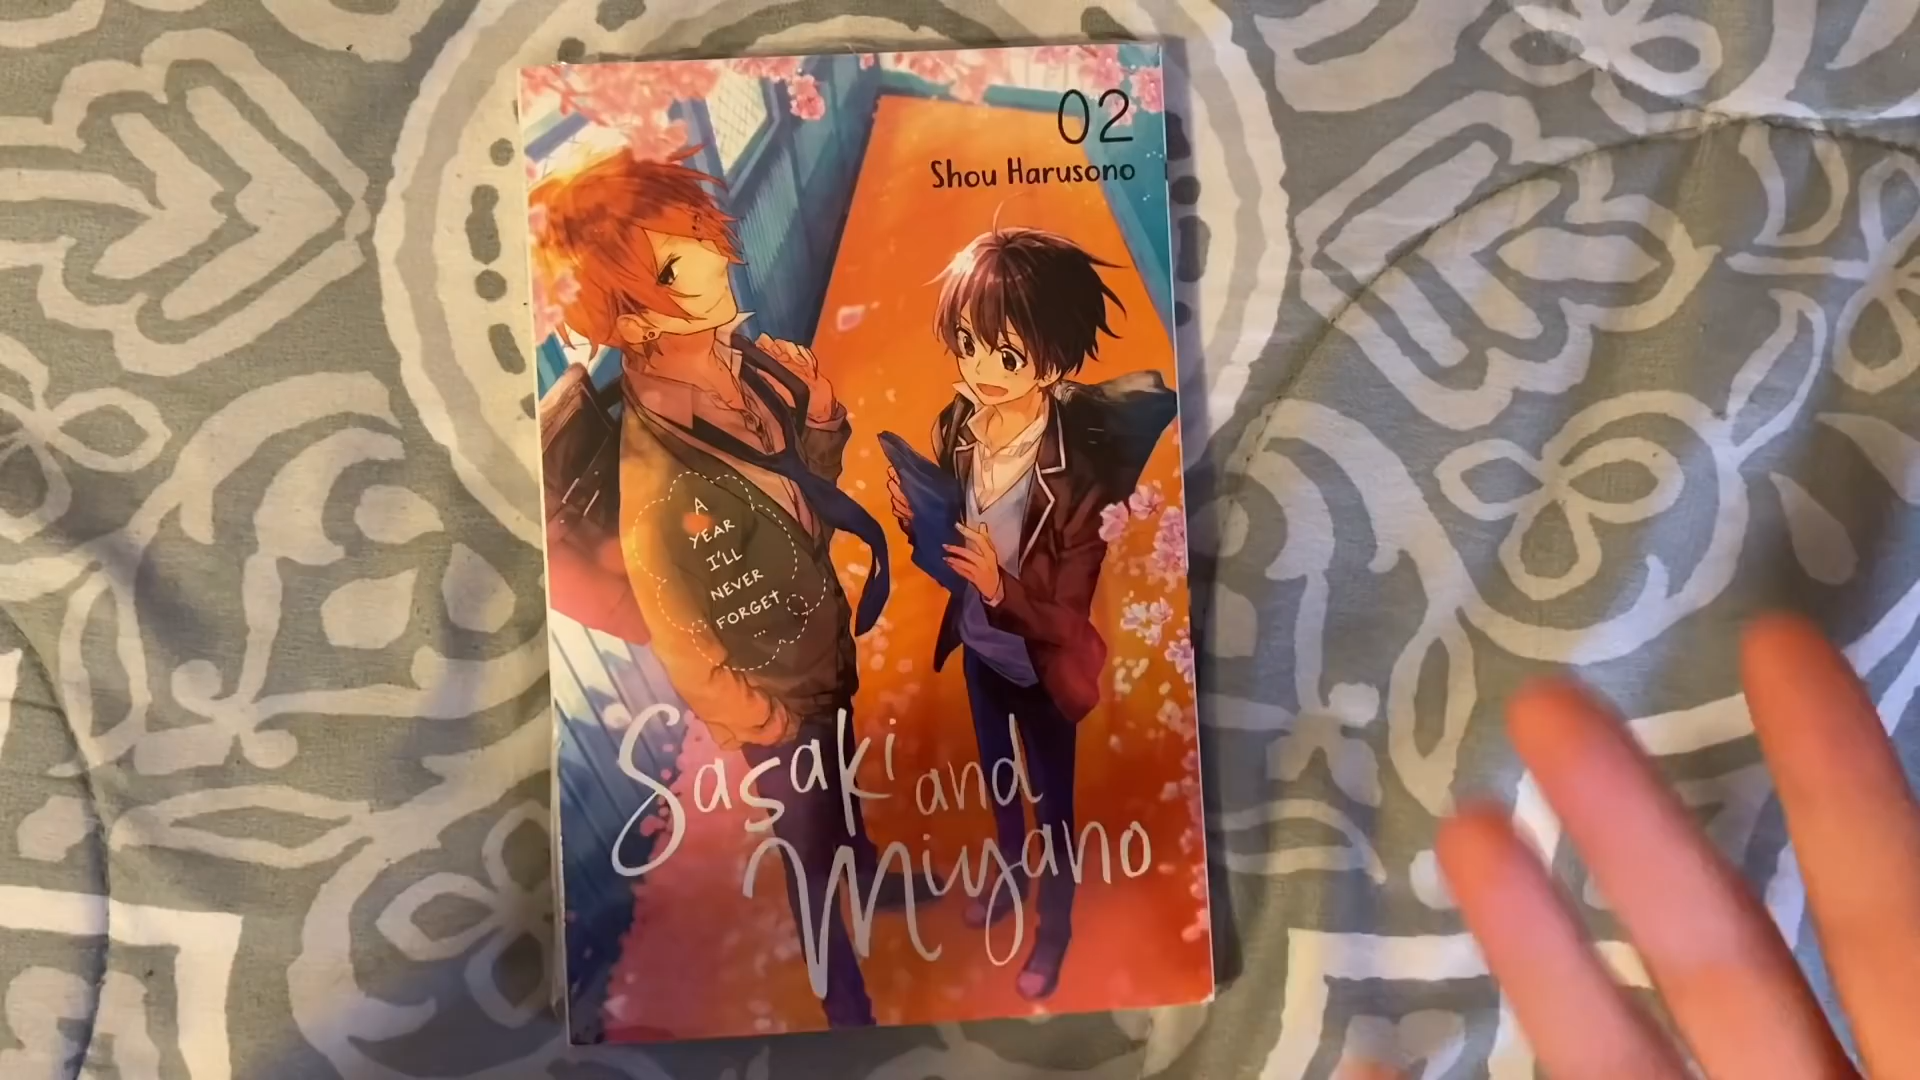 02
Shou Harusono
A
YEAR
I'LL
NEVER
FORGET
...
Sasaki and
Miyano